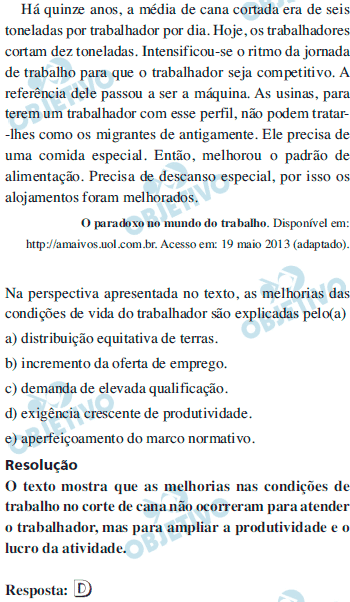 Há quinze anos, a média de cana cortada era de seis
toneladas por trabalhador por dia. Hoje, os trabalhadores
cortam dez toneladas. Intensificou-se o ritmo da jornada
de trabalho para que o trabalhador seja competitivo. A
referência dele passou a ser a máquina. As usinas, para
terem um trabalhador com esse perfil, não podem tratar-
-lhes como os migrantes de antigamente. Ele precisa de
uma comida especial. Então, melhorou o padrão de
alimentação. Precisa de descanso especial, por isso os
alojamentos foram melhorados.
O paradoxo no mundo do trabalho. Disponível em:
http://amaivos.uol.com.br. Acesso em: 19 maio 2013 (adaptado).
Na perspectiva apresentada no texto, as melhorias das
condições de vida do trabalhador são explicadas pelo(a)
a) distribuição equitativa de terras.
b) incremento da oferta de emprego.
c) demanda de elevada qualificação.
d) exigência crescente de produtividade.
e) aperfeiçoamento do marco normativo.
Resolução
O texto mostra que as melhorias nas condições de
trabalho no corte de cana não ocorreram para atender
o trabalhador, mas para ampliar a produtividade e o
lucro da atividade.
Resposta: D
OBJETIVO
OBJETIVO
OBJETIVO
OBJETIVO
OBJETIVO
OBJETIVO